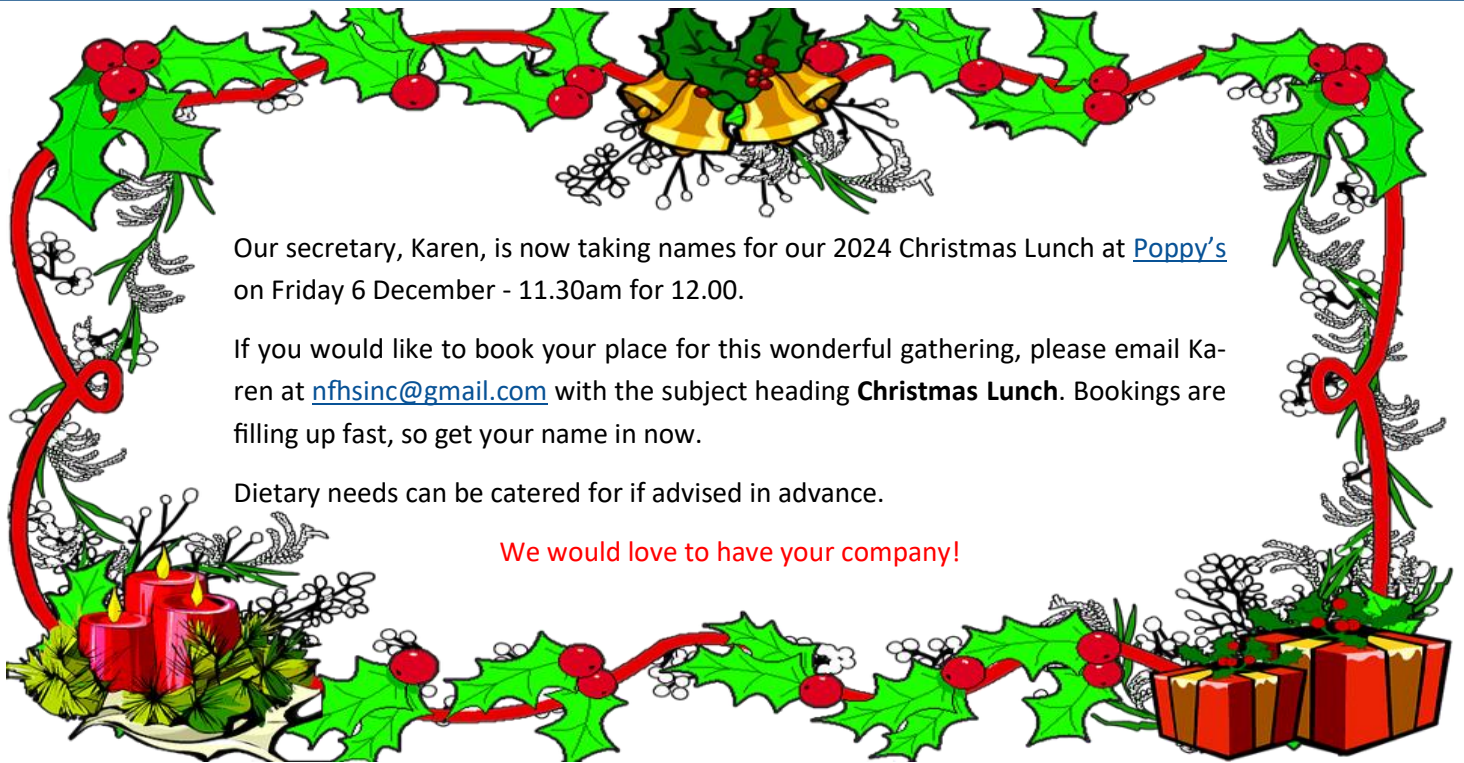 Our secretary, Karen, is now taking names for our 2024 Christmas Lunch at Poppy’s
on Friday 6 December - 11.30am for 12.00.
If you would like to book your place for this wonderful gathering, please email Ka-
ren at nfhsinc@gmail.com with the subject heading Christmas Lunch. Bookings are
filling up fast, so get your name in now.
Dietary needs can be catered for if advised in advance.
We would love to have your company!